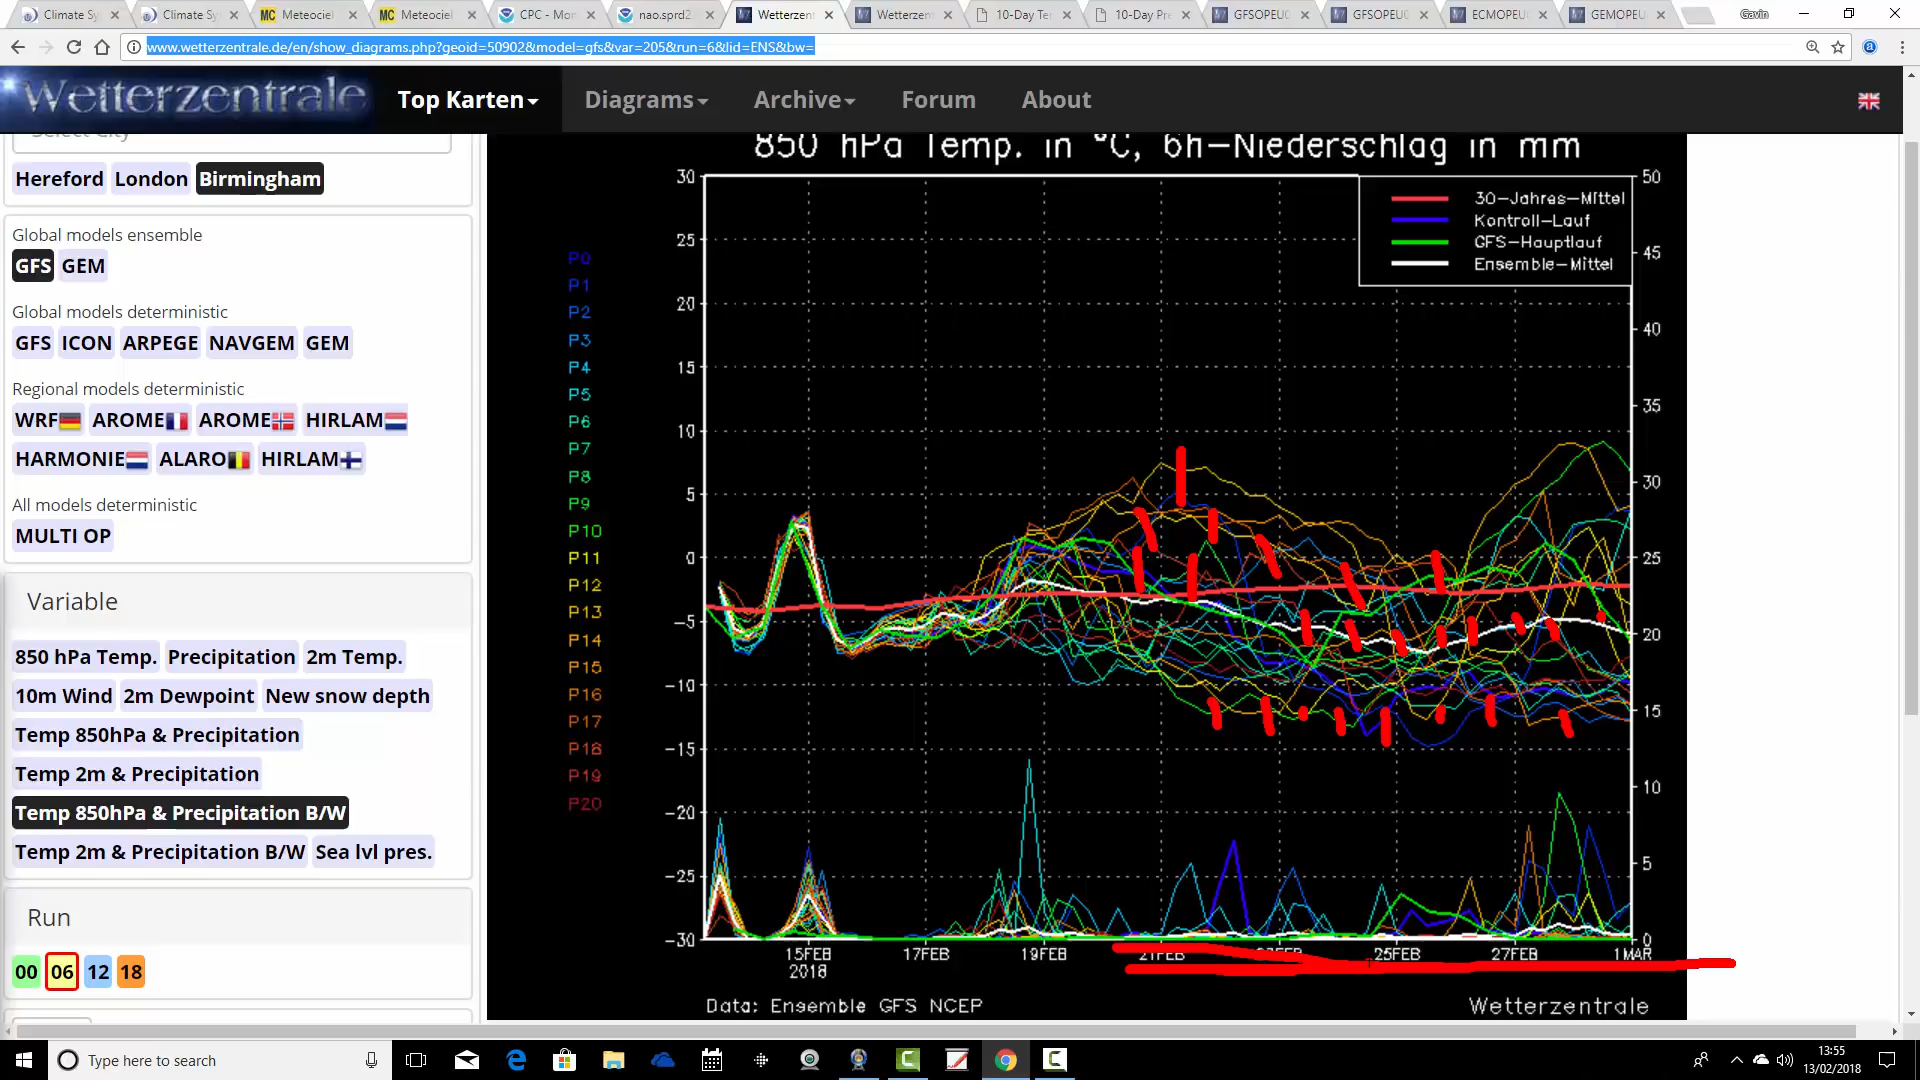 Climate Sy
Climate Sy
Meteociel
Meteociel
CPC - Mon
nao.sprd2
Wetterzent
Wetterzent
10-Day Te
10-Day Pre
GFSOPEU0
GFSOPEU
ECMOPEU
GEMOPEU
Gavin
www.wetterzentrale.de/en/show_diagrams.php?geoid=50902&model=gfs&var=205&run=6&lid=ENS&bw=
Wetterzentrale Top Karten Diagrams Archive Forum About
Select City
Hereford London Birmingham
Global models ensemble
GFS GEM
Global models deterministic
GFS ICON ARPEGE NAVGEM GEM
Regional models deterministic
WRF AROME AROME HIRLAM
HARMONIE ALARO HIRLAM
All models deterministic
MULTI OP
Variable
850 hPa Temp. Precipitation 2m Temp.
10m Wind 2m Dewpoint New snow depth
Temp 850hPa & Precipitation
Temp 2m & Precipitation
Temp 850hPa & Precipitation B/W
Temp 2m & Precipitation B/W Sea lvl pres.
Run
00 06 12 18
850 hPa Temp. in °C, 6h-Niederschlag in mm
30-Jahres-Mittel
Kontroll-Lauf
GFS-Hauptlauf
Ensemble-Mittel
P0
P1
P2
P3
P4
P5
P6
P7
P8
P9
P10
P11
P12
P13
P14
P15
P16
P17
P18
P19
P20
30
25
20
15
10
5
0
-5
-10
-15
-20
-25
-30
50
45
40
35
30
25
20
15
10
5
0
15FEB 17FEB 19FEB 21FEB 25FEB 27FEB 1MAR
2018
Data: Ensemble GFS NCEP Wetterzentrale
Type here to search
13:55
13/02/2018